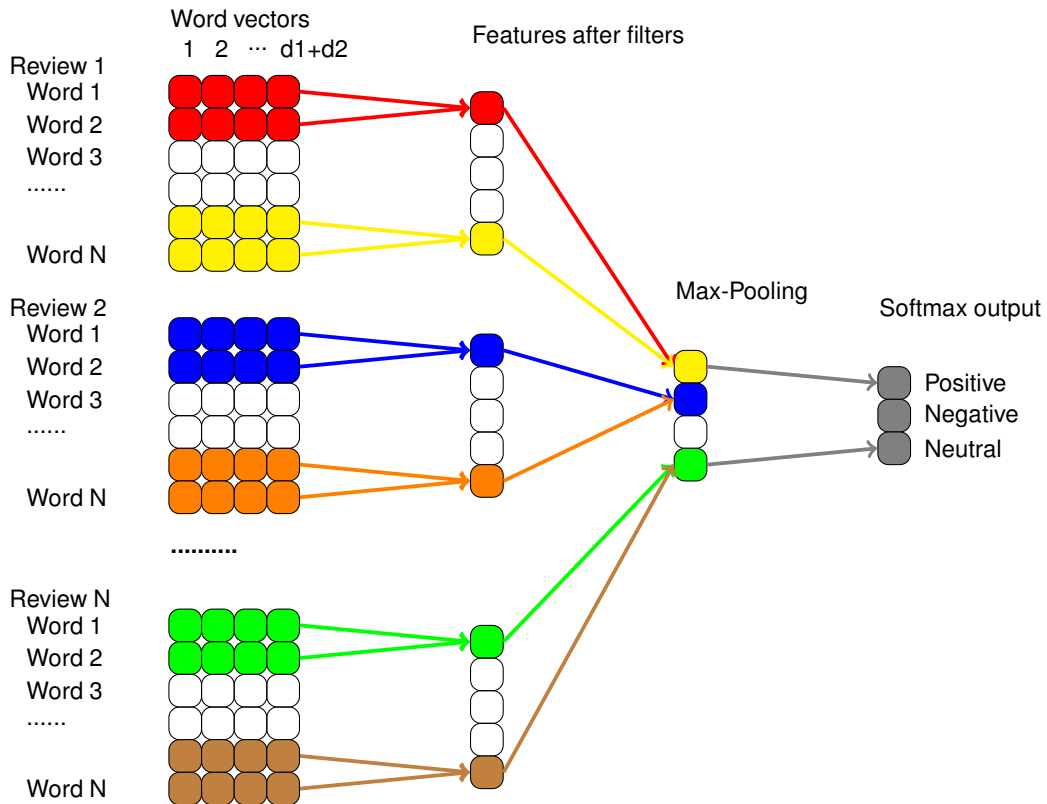 Word vectors
1 2 ... d1+d2
Features after filters
Review 1
Word 1
Word 2
Word 3
......
Word N
Max-Pooling
Softmax output
Review 2
Word 1
Word 2
Word 3
......
Word N
Positive
Negative
Neutral
..........
Review N
Word 1
Word 2
Word 3
......
Word N